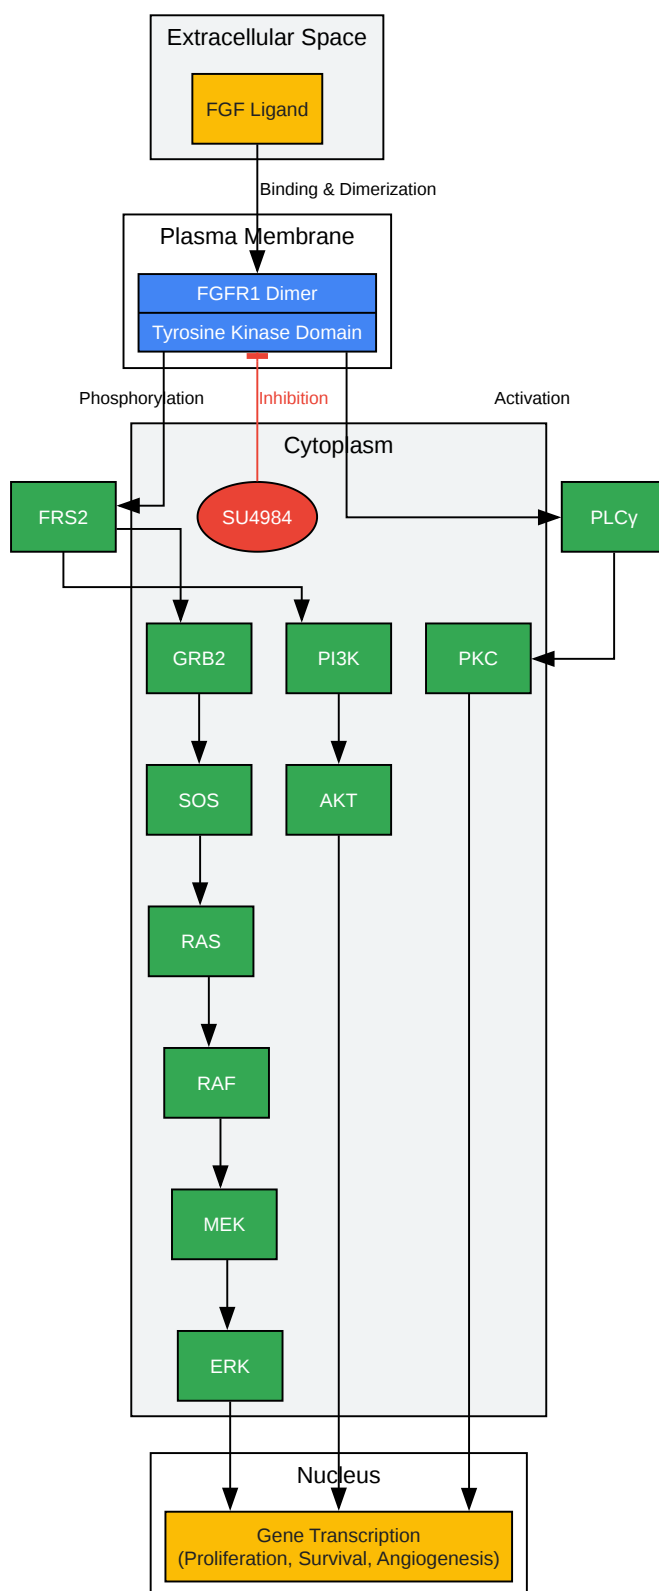 Extracellular Space
FGF Ligand
Binding & Dimerization
Plasma Membrane
FGFR1 Dimer
Tyrosine Kinase Domain
Phosphorylation
Inhibition
Activation
Cytoplasm
FRS2
SU4984
PLCγ
GRB2
PI3K
PKC
SOS
AKT
RAS
RAF
MEK
ERK
Nucleus
Gene Transcription
(Proliferation, Survival, Angiogenesis)